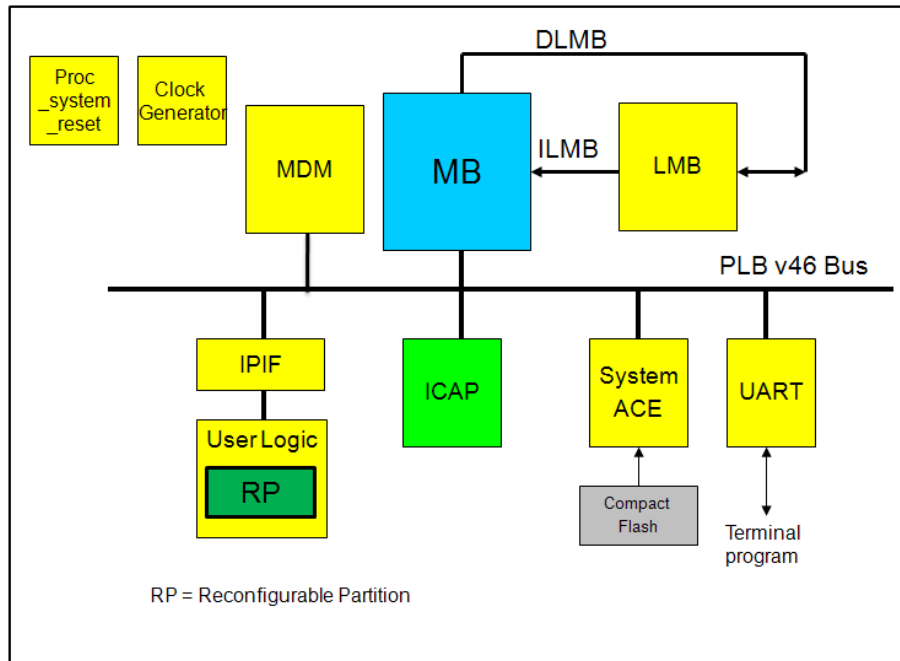 DLMB
Proc
_system
_reset
Clock
Generator
MDM
MB
ILMB
LMB
PLB v46 Bus
IPIF
ICAP
System
ACE
UART
User Logic
RP
Compact
Flash
Terminal
program
RP = Reconfigurable Partition